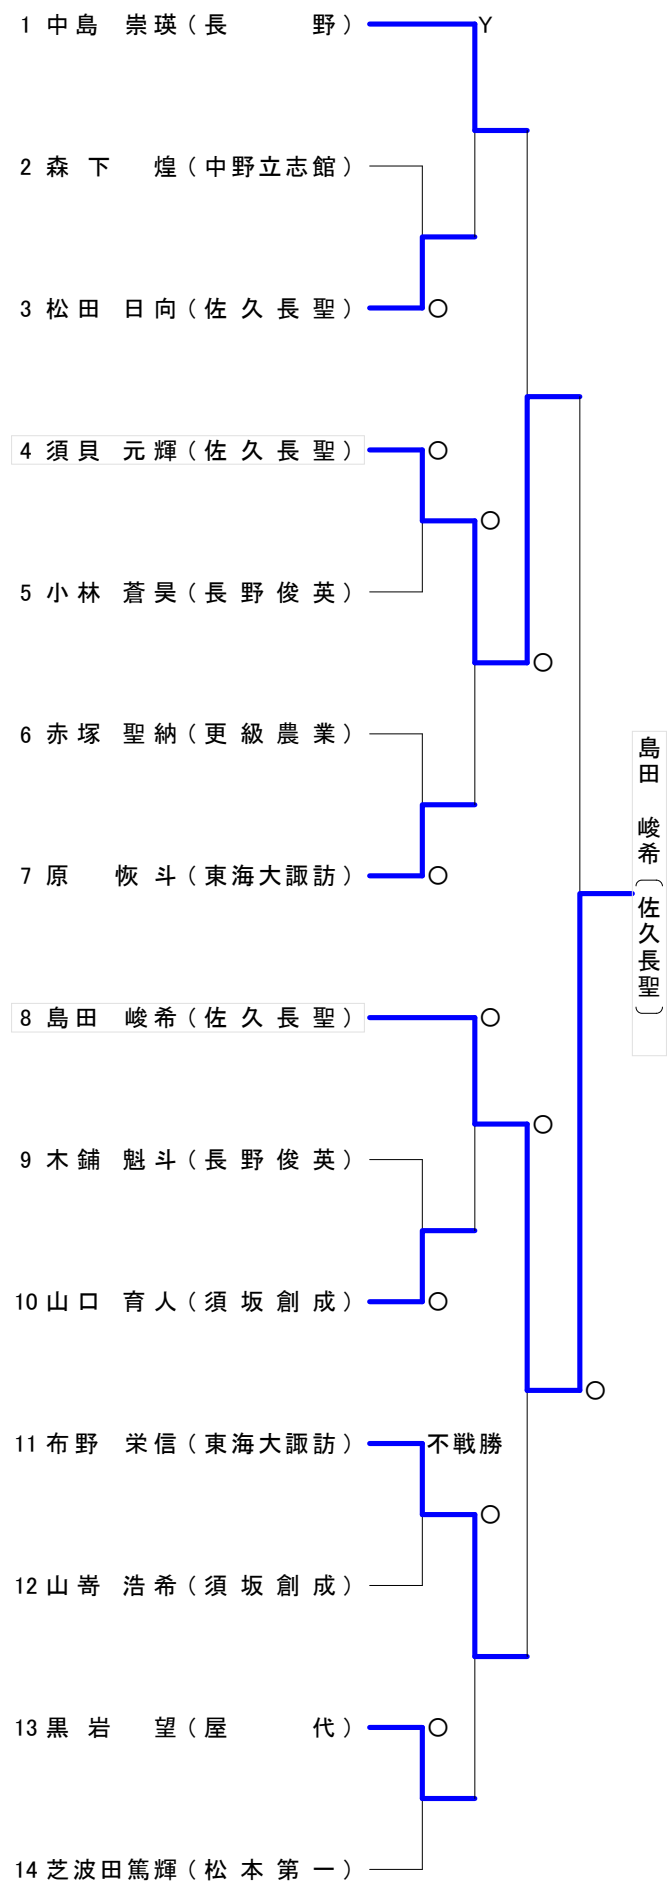 1 中島 崇瑛(長 野) Y
2 森下 煌(中野立志館)
3 松田 日向(佐久長聖) ○
4 須貝 元輝(佐久長聖) ○
○
5 小林 蒼昊(長野俊英)
○
6 赤塚 聖納(更級農業)
7 原 恢斗(東海大諏訪) ○
島田 峻希(佐久長聖)
8 島田 峻希(佐久長聖) ○
○
9 木鋪 魁斗(長野俊英)
10 山口 育人(須坂創成) ○
○
11 布野 栄信(東海大諏訪) 不戦勝
○
12 山嵜 浩希(須坂創成)
13 黒岩 望(屋 代) ○
14 芝波田篤輝(松本第一)